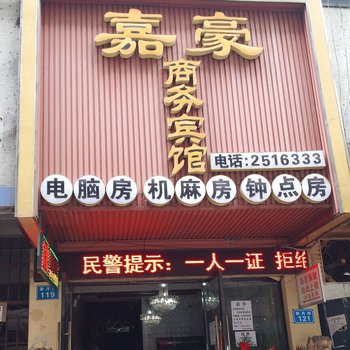 嘉豪
商务宾馆
电话:2516333
电脑房 机麻房 钟点房
民警提示：一人一证 拒绝
119
121